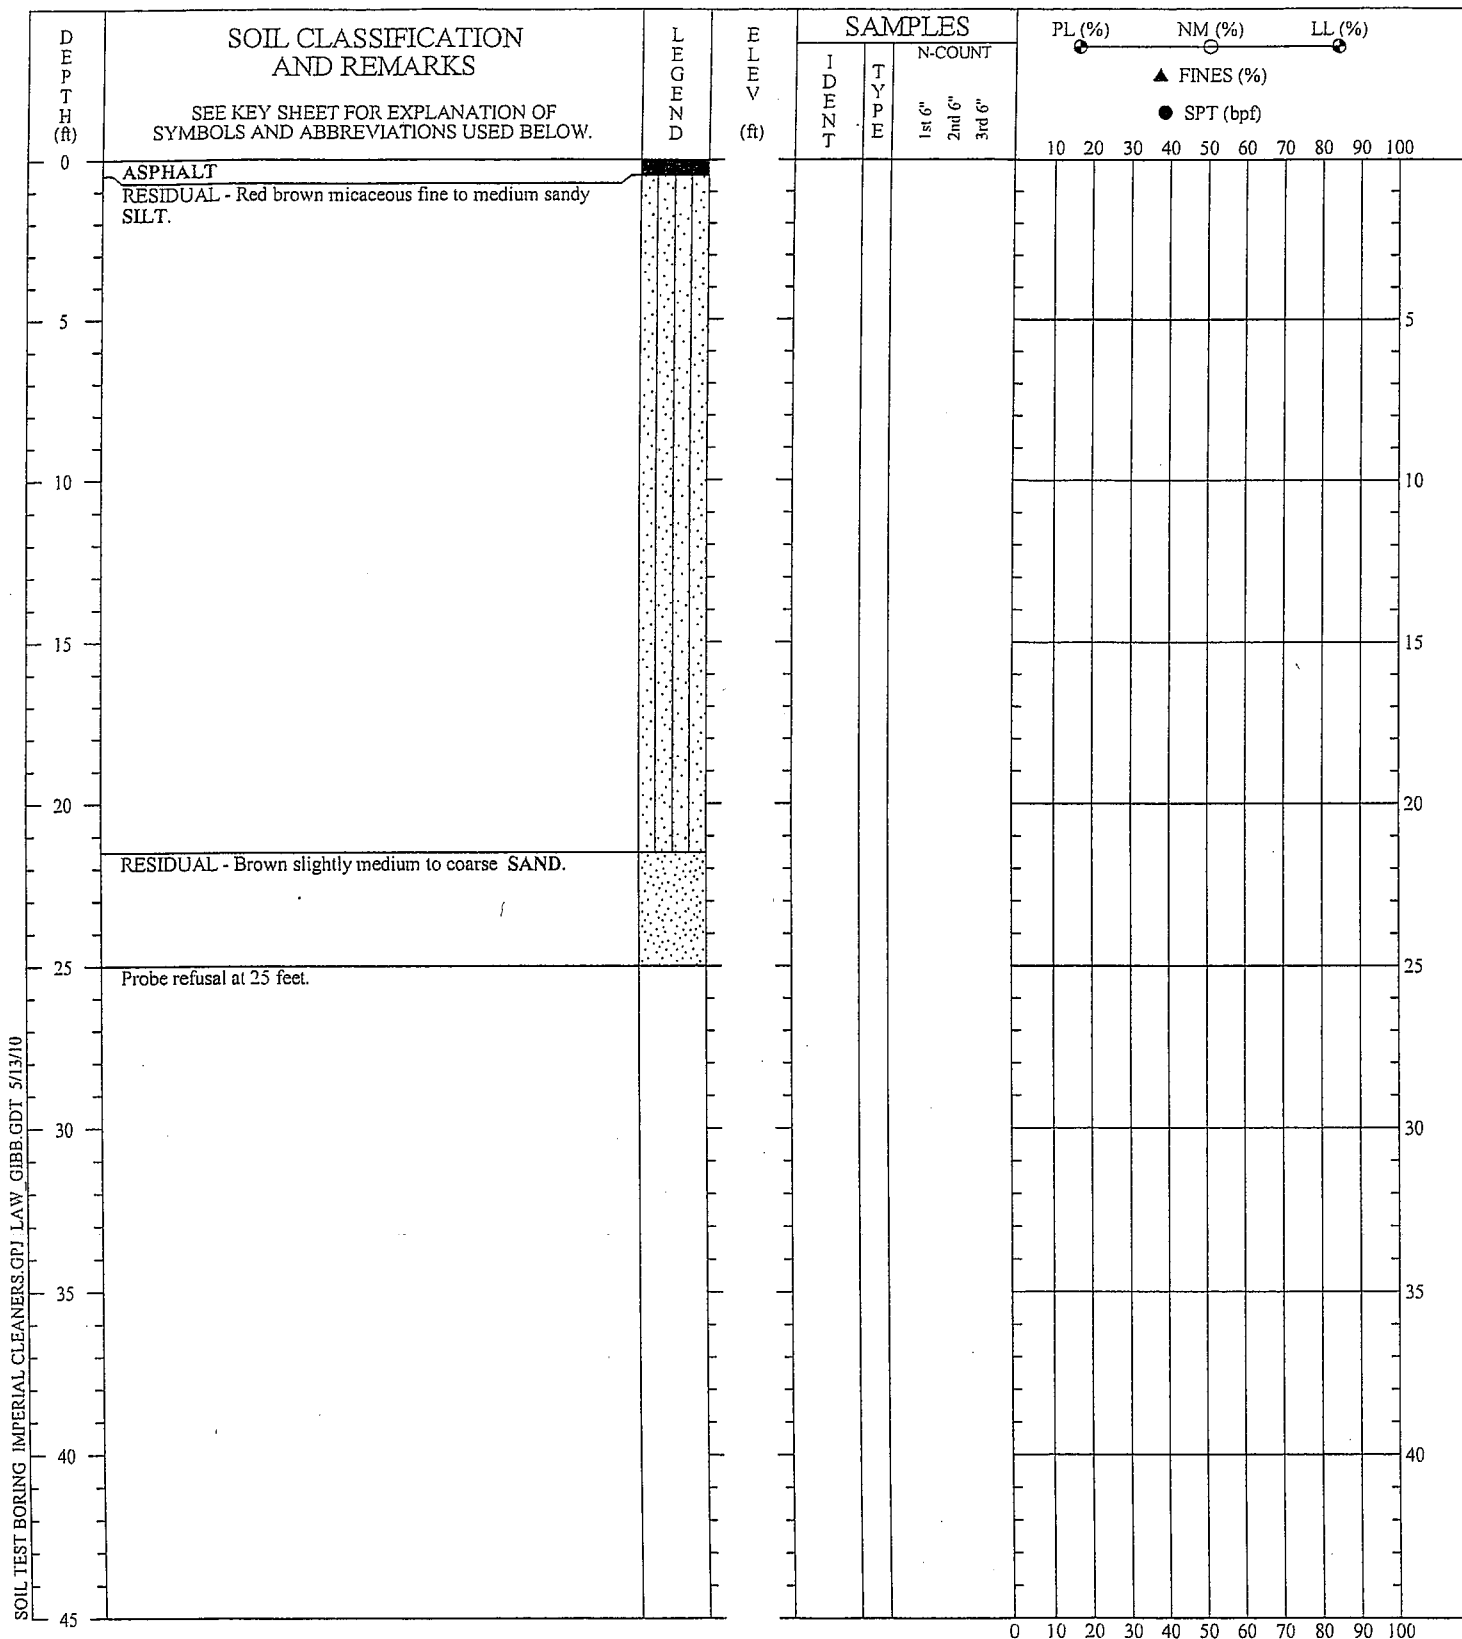 DEPTH (ft)
SOIL CLASSIFICATION
AND REMARKS
SEE KEY SHEET FOR EXPLANATION OF
SYMBOLS AND ABBREVIATIONS USED BELOW.
LEGEND
ELEV (ft)
SAMPLES
IDENT
TYPE
N-COUNT
1st 6"
2nd 6"
3rd 6"
PL (%) NM (%) LL (%)
▲ FINES (%)
● SPT (bpf)
10 20 30 40 50 60 70 80 90 100
0
ASPHALT
RESIDUAL - Red brown micaceous fine to medium sandy
SILT.
5 5
10 10
15 15
20 20
RESIDUAL - Brown slightly medium to coarse SAND.
25 25
Probe refusal at 25 feet.
30 30
35 35
40 40
45
0 10 20 30 40 50 60 70 80 90 100
SOIL TEST BORING IMPERIAL CLEANERS.GPJ LAW_GIBB.GDT 5/13/10